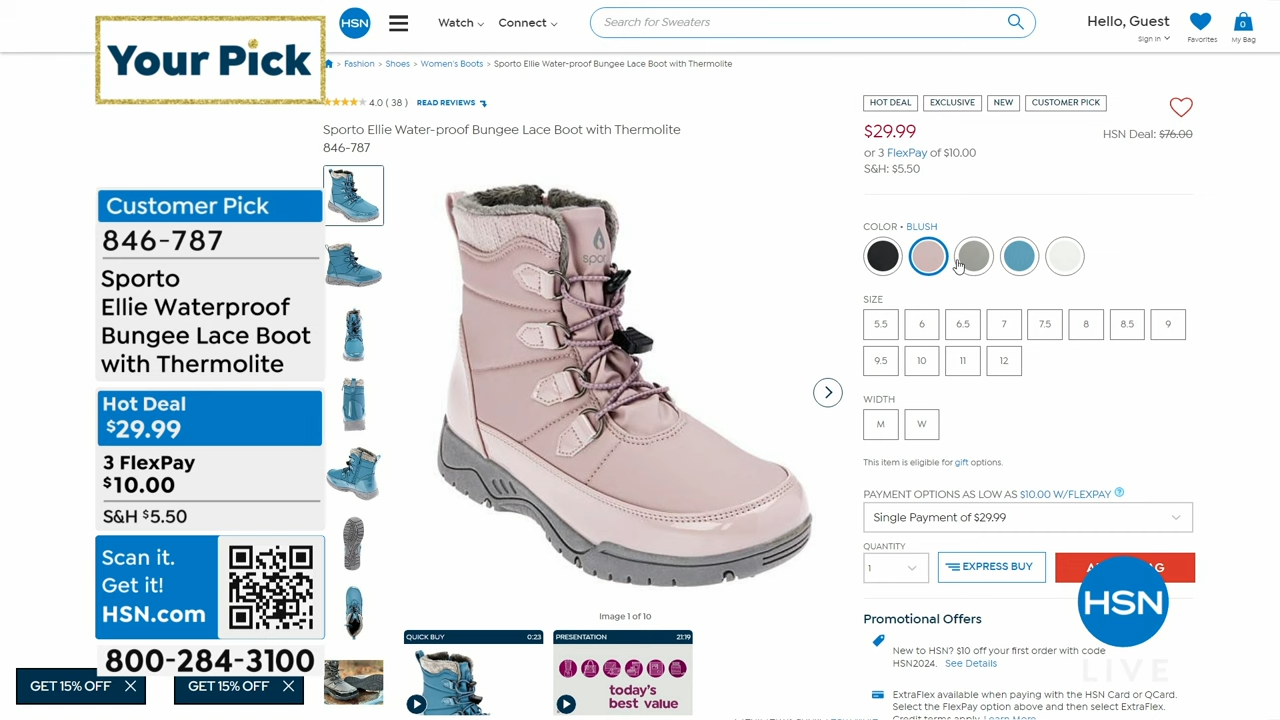 Your Pick
HSN
Watch
Connect
Search for Sweaters
Hello, Guest
Sign In
Favorites
0
My Bag
> Fashion > Shoes > Women's Boots > Sporto Ellie Water-proof Bungee Lace Boot with Thermolite
4.0 ( 38 ) READ REVIEWS
Sporto Ellie Water-proof Bungee Lace Boot with Thermolite
846-787
HOT DEAL
EXCLUSIVE
NEW
CUSTOMER PICK
$29.99
HSN Deal: $76.00
or 3 FlexPay of $10.00
S&H: $5.50
Customer Pick
846-787
Sporto
Ellie Waterproof
Bungee Lace Boot
with Thermolite
Hot Deal
$29.99
3 FlexPay
$10.00
S&H $5.50
Scan it.
Get it!
HSN.com
800-284-3100
GET 15% OFF X
GET 15% OFF X
COLOR • BLUSH
SIZE
5.5 6 6.5 7 7.5 8 8.5 9
9.5 10 11 12
WIDTH
M W
This item is eligible for gift options.
PAYMENT OPTIONS AS LOW AS $10.00 W/FLEXPAY
Single Payment of $29.99
QUANTITY
1
EXPRESS BUY
HSN
LIVE
Image 1 of 10
QUICK BUY 0:23
PRESENTATION 21:19
today's
best value
Promotional Offers
New to HSN? $10 off your first order with code
HSN2024. See Details
ExtraFlex available when paying with the HSN Card or QCard.
Select the FlexPay option above and then select ExtraFlex.
Credit terms apply. Learn More